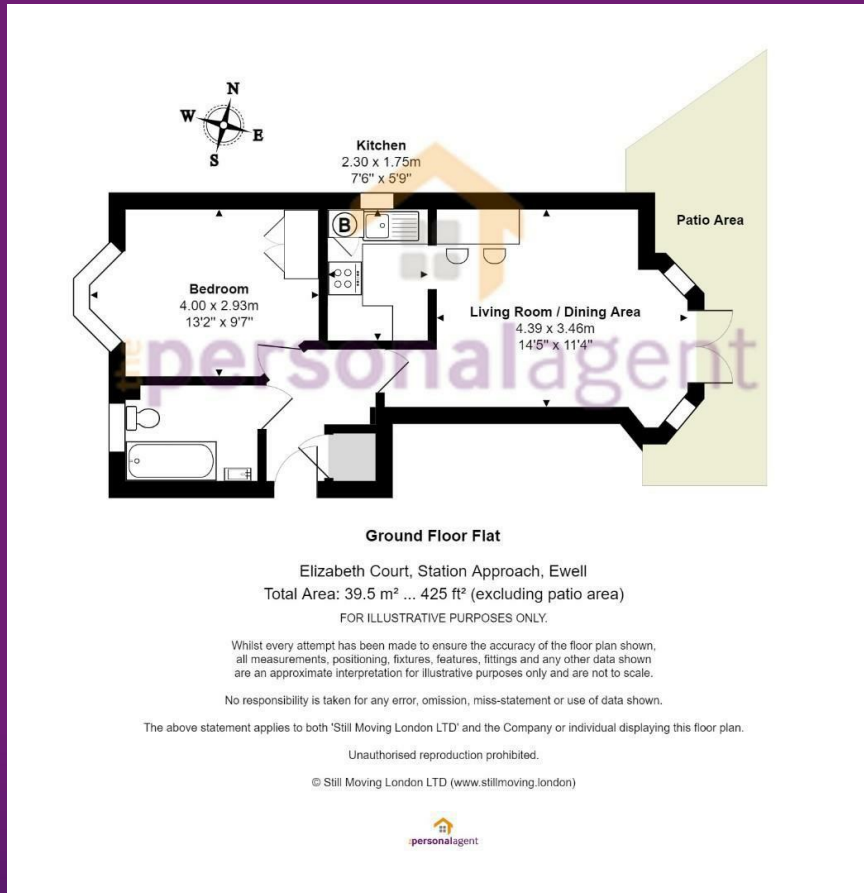 N
W
E
S
Kitchen
2.30 x 1.75m
7'6" x 5'9"
B
Patio Area
Bedroom
4.00 x 2.93m
13'2" x 9'7"
Living Room / Dining Area
4.39 x 3.46m
14'5" x 11'4"
the personalagent
Ground Floor Flat
Elizabeth Court, Station Approach, Ewell
Total Area: 39.5 m² ... 425 ft² (excluding patio area)
FOR ILLUSTRATIVE PURPOSES ONLY.
Whilst every attempt has been made to ensure the accuracy of the floor plan shown,
all measurements, positioning, fixtures, features, fittings and any other data shown
are an approximate interpretation for illustrative purposes only and are not to scale.
No responsibility is taken for any error, omission, miss-statement or use of data shown.
The above statement applies to both 'Still Moving London LTD' and the Company or individual displaying this floor plan.
Unauthorised reproduction prohibited.
© Still Moving London LTD (www.stillmoving.london)
the personalagent